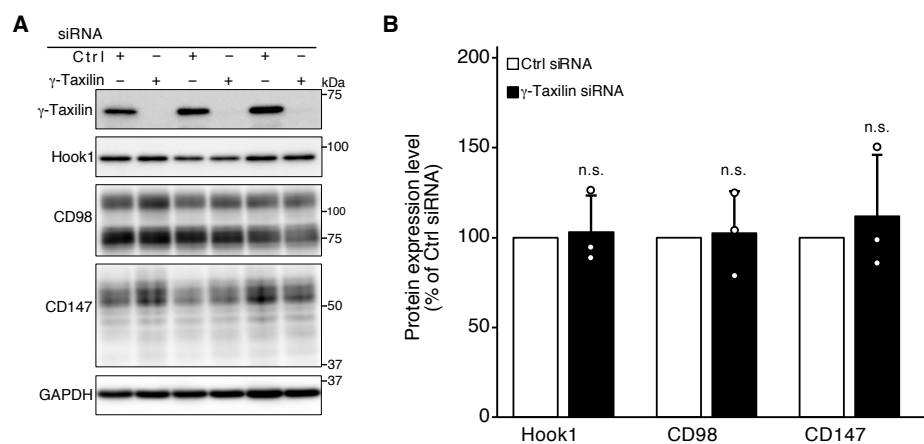 A
siRNA
Ctrl + – + – + –
γ-Taxilin – + – + – + kDa
γ-Taxilin
75
Hook1
100
CD98
100
75
CD147
50
37
GAPDH
37
B
Protein expression level
(% of Ctrl siRNA)
200
150
100
50
0
Ctrl siRNA
γ-Taxilin siRNA
n.s.
n.s.
n.s.
Hook1 CD98 CD147